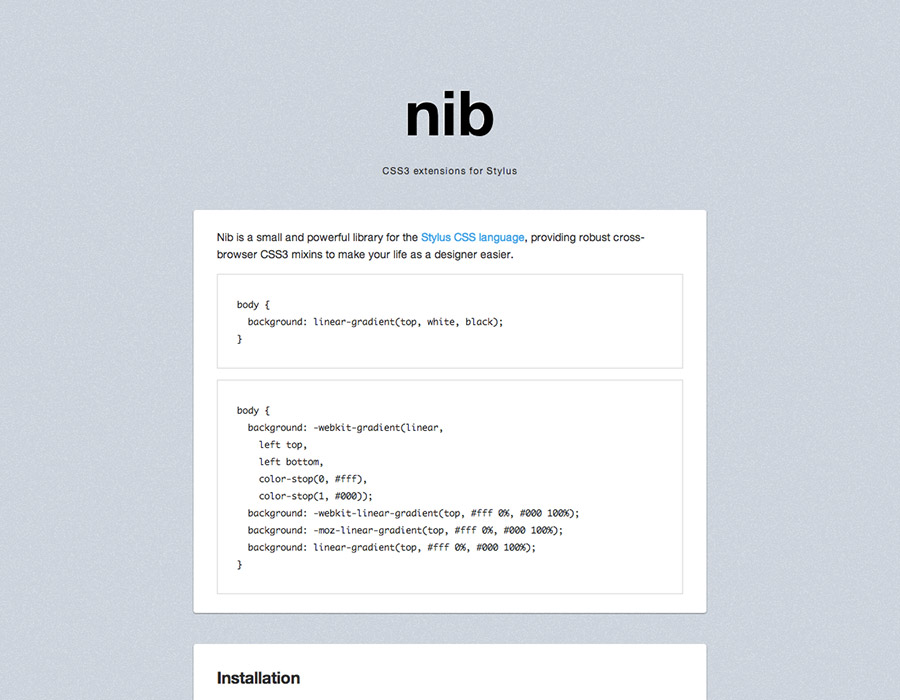 nib
CSS3 extensions for Stylus
Nib is a small and powerful library for the Stylus CSS language, providing robust cross-
browser CSS3 mixins to make your life as a designer easier.
body {
  background: linear-gradient(top, white, black);
}
body {
  background: -webkit-gradient(linear,
    left top,
    left bottom,
    color-stop(0, #fff),
    color-stop(1, #000));
  background: -webkit-linear-gradient(top, #fff 0%, #000 100%);
  background: -moz-linear-gradient(top, #fff 0%, #000 100%);
  background: linear-gradient(top, #fff 0%, #000 100%);
}
Installation